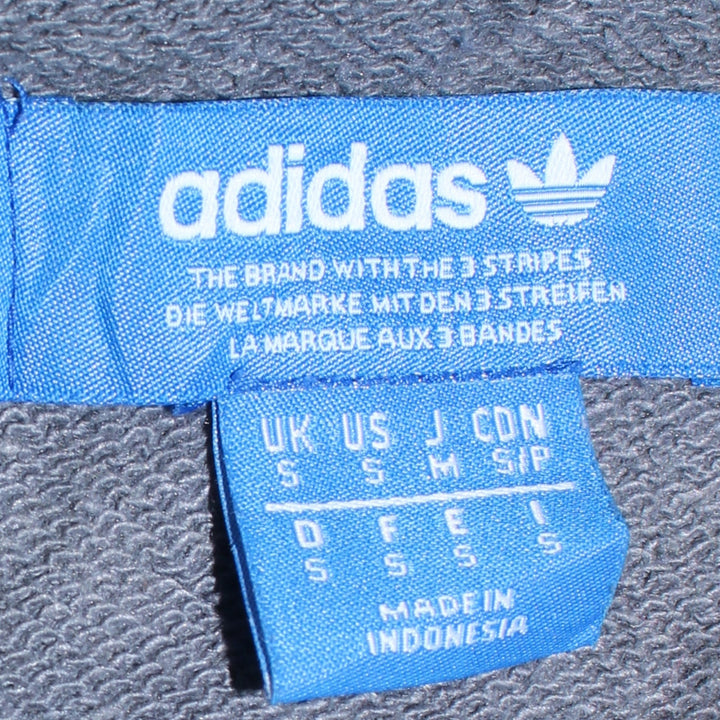 adidas
THE BRAND WITH THE 3 STRIPES
DIE WELTMARKE MIT DEN 3 STREIFEN
LA MARQUE AUX 3 BANDES
UK US J CDN
S S M S/P
D F E I
S S S S
MADE IN
INDONESIA